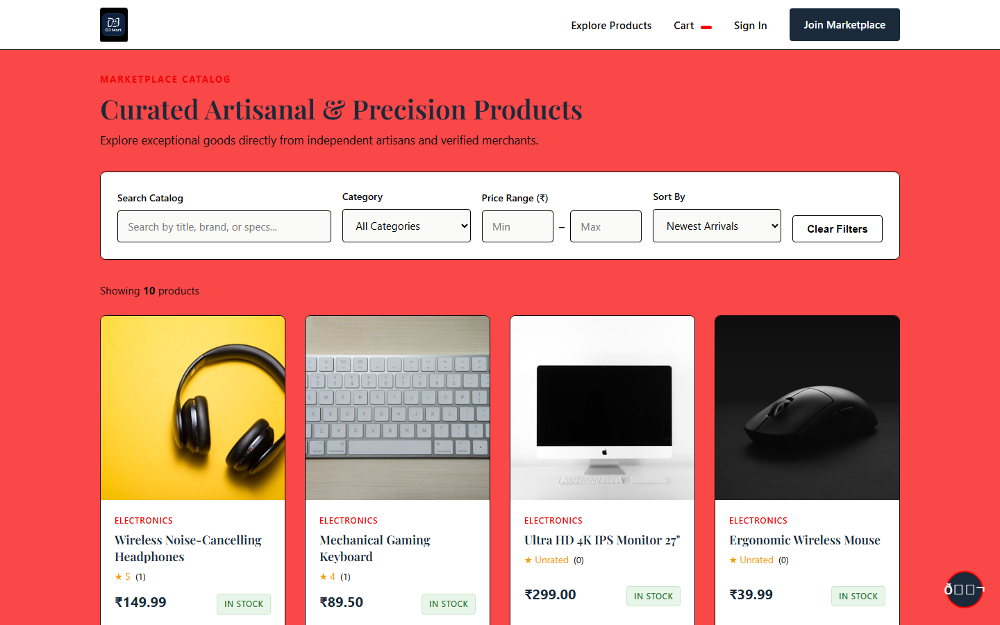 DJ Mart
Explore Products
Cart
Sign In
Join Marketplace
MARKETPLACE CATALOG
Curated Artisanal & Precision Products
Explore exceptional goods directly from independent artisans and verified merchants.
Search Catalog
Category
Price Range (₹)
Sort By
Search by title, brand, or specs...
All Categories
Min
–
Max
Newest Arrivals
Clear Filters
Showing 10 products
ELECTRONICS
Wireless Noise-Cancelling
Headphones
★ 5 (1)
₹149.99
IN STOCK
ELECTRONICS
Mechanical Gaming
Keyboard
★ 4 (1)
₹89.50
IN STOCK
ELECTRONICS
Ultra HD 4K IPS Monitor 27"
★ Unrated (0)
₹299.00
IN STOCK
ELECTRONICS
Ergonomic Wireless Mouse
★ Unrated (0)
₹39.99
IN STOCK